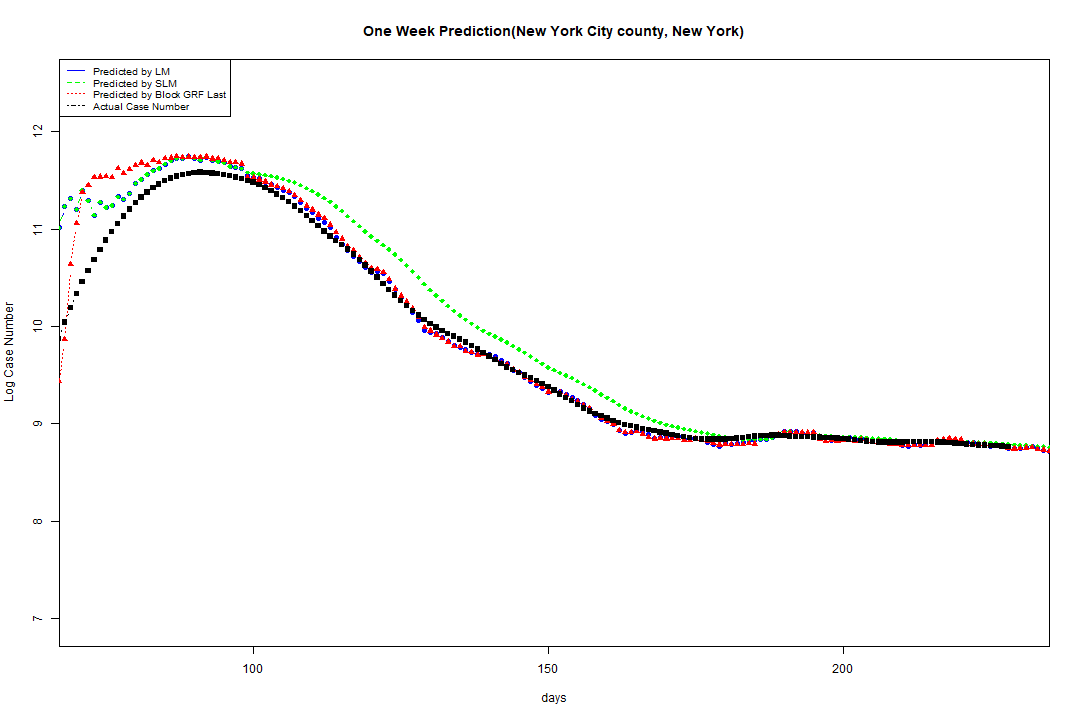 One Week Prediction(New York City county, New York)
Predicted by LM
Predicted by SLM
Predicted by Block GRF Last
Actual Case Number
12
11
10
9
8
7
Log Case Number
100 150 200
days